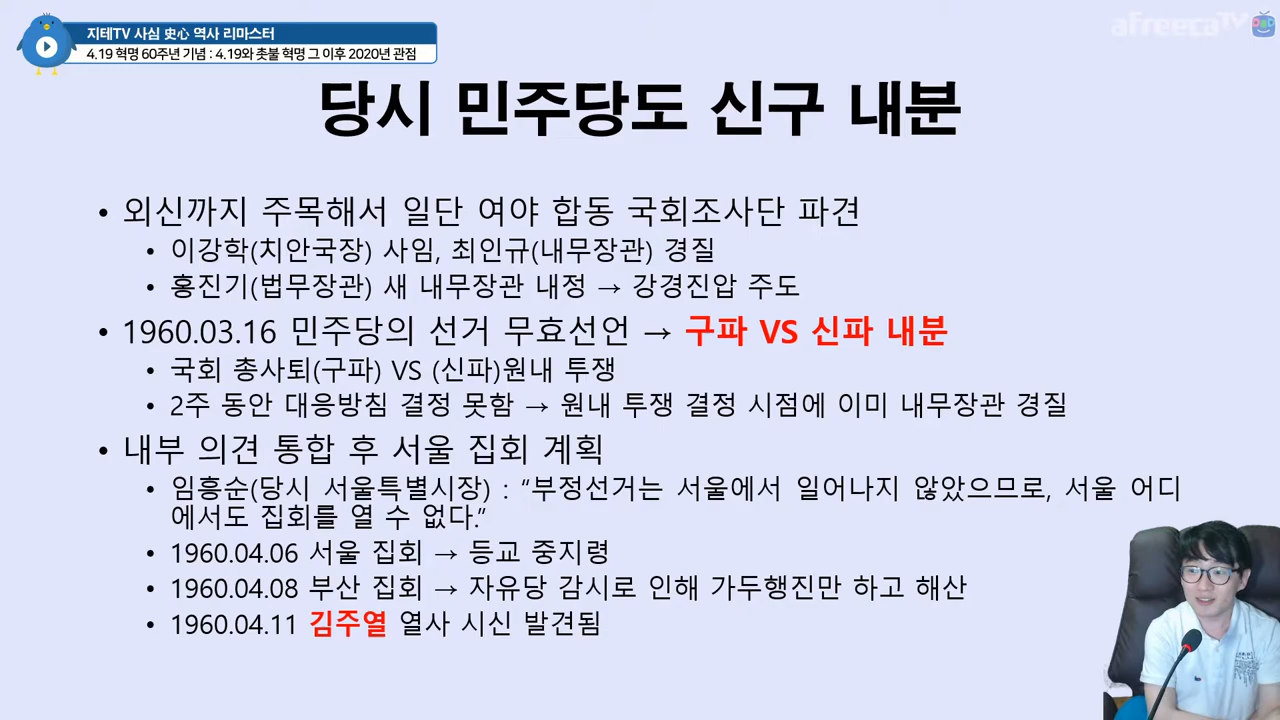 지테TV 사심 史心 역사 리마스터
4.19 혁명 60주년 기념 : 4.19와 촛불 혁명 그 이후 2020년 관점
afreecaTV
당시 민주당도 신구 내분
• 외신까지 주목해서 일단 여야 합동 국회조사단 파견
• 이강학(치안국장) 사임, 최인규(내무장관) 경질
• 홍진기(법무장관) 새 내무장관 내정 → 강경진압 주도
• 1960.03.16 민주당의 선거 무효선언 → 구파 VS 신파 내분
• 국회 총사퇴(구파) VS (신파)원내 투쟁
• 2주 동안 대응방침 결정 못함 → 원내 투쟁 결정 시점에 이미 내무장관 경질
• 내부 의견 통합 후 서울 집회 계획
• 임흥순(당시 서울특별시장) : “부정선거는 서울에서 일어나지 않았으므로, 서울 어디
에서도 집회를 열 수 없다.”
• 1960.04.06 서울 집회 → 등교 중지령
• 1960.04.08 부산 집회 → 자유당 감시로 인해 가두행진만 하고 해산
• 1960.04.11 김주열 열사 시신 발견됨